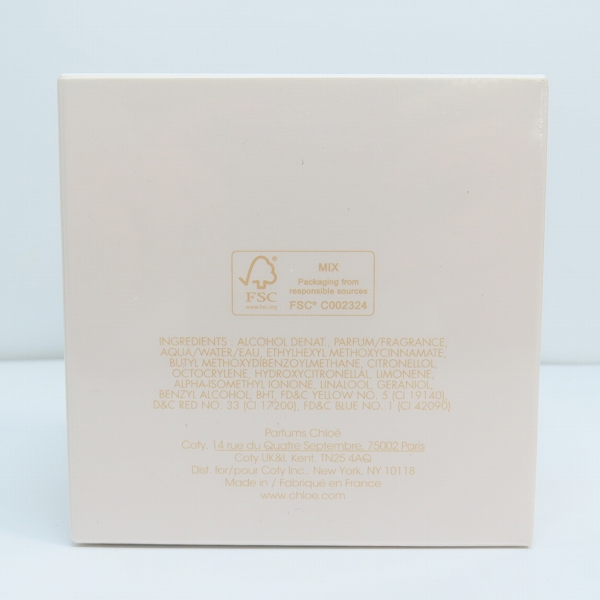 MIX
Packaging from
responsible sources
FSC® C002324
FSC
www.fsc.org
INGREDIENTS : ALCOHOL DENAT., PARFUM/FRAGRANCE,
AQUA/WATER/EAU, ETHYLHEXYL METHOXYCINNAMATE,
BUTYL METHOXYDIBENZOYLMETHANE, CITRONELLOL,
OCTOCRYLENE, HYDROXYCITRONELLAL, LIMONENE,
ALPHA-ISOMETHYL IONONE, LINALOOL, GERANIOL,
BENZYL ALCOHOL, BHT, FD&C YELLOW NO. 5 (CI 19140),
D&C RED NO. 33 (CI 17200), FD&C BLUE NO. 1 (CI 42090)
Parfums Chloé
Coty, 14 rue du Quatre Septembre, 75002 Paris
Coty UK&I, Kent, TN25 4AQ
Dist. for/pour Coty Inc., New York, NY 10118
Made in / Fabriqué en France
www.chloe.com